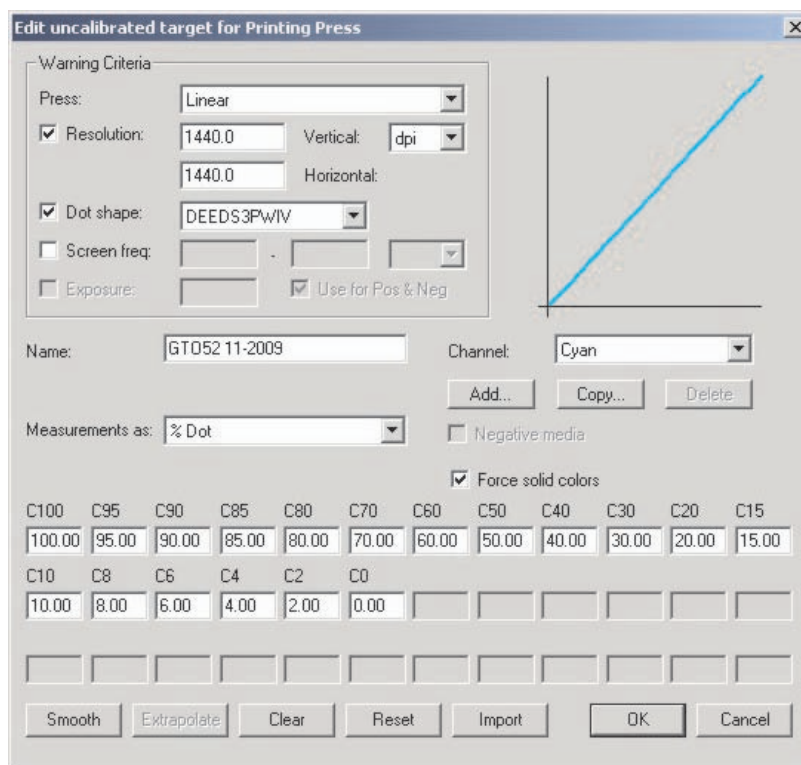 Edit uncalibrated target for Printing Press
Warning Criteria
Press: Linear
Resolution: 1440.0 Vertical: dpi
1440.0 Horizontal:
Dot shape: DEEDS3PWIV
Screen freq: .
Exposure: Use for Pos & Neg
Name: GTO52 11-2009 Channel: Cyan
Add... Copy... Delete
Measurements as: % Dot Negative media
Force solid colors
C100 C95 C90 C85 C80 C70 C60 C50 C40 C30 C20 C15
100.00 95.00 90.00 85.00 80.00 70.00 60.00 50.00 40.00 30.00 20.00 15.00
C10 C8 C6 C4 C2 C0
10.00 8.00 6.00 4.00 2.00 0.00
Smooth Extrapolate Clear Reset Import OK Cancel